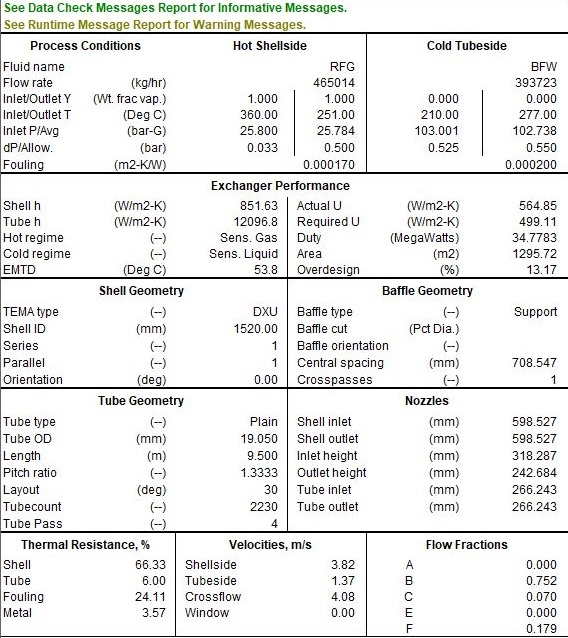 See Data Check Messages Report for Informative Messages.
See Runtime Message Report for Warning Messages.
Process Conditions Hot Shellside Cold Tubeside
Fluid name RFG BFW
Flow rate (kg/hr) 465014 393723
Inlet/Outlet Y (Wt. frac vap.) 1.000 1.000 0.000 0.000
Inlet/Outlet T (Deg C) 360.00 251.00 210.00 277.00
Inlet P/Avg (bar-G) 25.800 25.784 103.001 102.738
dP/Allow. (bar) 0.033 0.500 0.525 0.550
Fouling (m2-K/W) 0.000170 0.000200
Exchanger Performance
Shell h (W/m2-K) 851.63 Actual U (W/m2-K) 564.85
Tube h (W/m2-K) 12096.8 Required U (W/m2-K) 499.11
Hot regime (--) Sens. Gas Duty (MegaWatts) 34.7783
Cold regime (--) Sens. Liquid Area (m2) 1295.72
EMTD (Deg C) 53.8 Overdesign (%) 13.17
Shell Geometry Baffle Geometry
TEMA type (--) DXU Baffle type (--) Support
Shell ID (mm) 1520.00 Baffle cut (Pct Dia.)
Series (--) 1 Baffle orientation (--)
Parallel (--) 1 Central spacing (mm) 708.547
Orientation (deg) 0.00 Crosspasses (--) 1
Tube Geometry Nozzles
Tube type (--) Plain Shell inlet (mm) 598.527
Tube OD (mm) 19.050 Shell outlet (mm) 598.527
Length (m) 9.500 Inlet height (mm) 318.287
Pitch ratio (--) 1.3333 Outlet height (mm) 242.684
Layout (deg) 30 Tube inlet (mm) 266.243
Tubecount (--) 2230 Tube outlet (mm) 266.243
Tube Pass (--) 4
Thermal Resistance, % Velocities, m/s Flow Fractions
Shell 66.33 Shellside 3.82 A 0.000
Tube 6.00 Tubeside 1.37 B 0.752
Fouling 24.11 Crossflow 4.08 C 0.070
Metal 3.57 Window 0.00 E 0.000
F 0.179